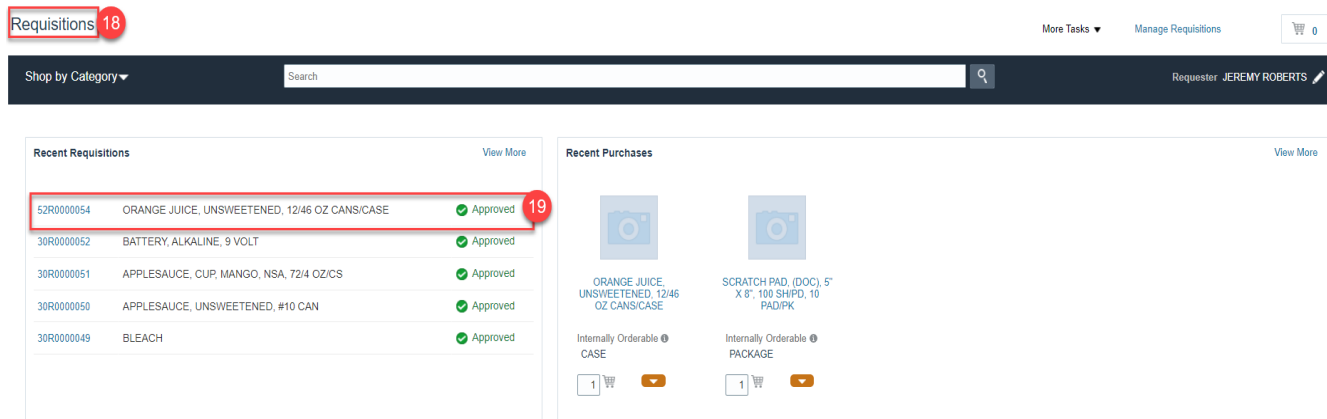 Requisitions 18
More Tasks ▼ Manage Requisitions 0
Shop by Category Search Requester JEREMY ROBERTS
Recent Requisitions View More
52R0000054 ORANGE JUICE, UNSWEETENED, 12/46 OZ CANS/CASE Approved 19
30R0000052 BATTERY, ALKALINE, 9 VOLT Approved
30R0000051 APPLESAUCE, CUP, MANGO, NSA, 72/4 OZ/CS Approved
30R0000050 APPLESAUCE, UNSWEETENED, #10 CAN Approved
30R0000049 BLEACH Approved
Recent Purchases View More
ORANGE JUICE,
UNSWEETENED, 12/46
OZ CANS/CASE
Internally Orderable
CASE
1
SCRATCH PAD, (DOC), 5"
X 8", 100 SH/PD, 10
PAD/PK
Internally Orderable
PACKAGE
1